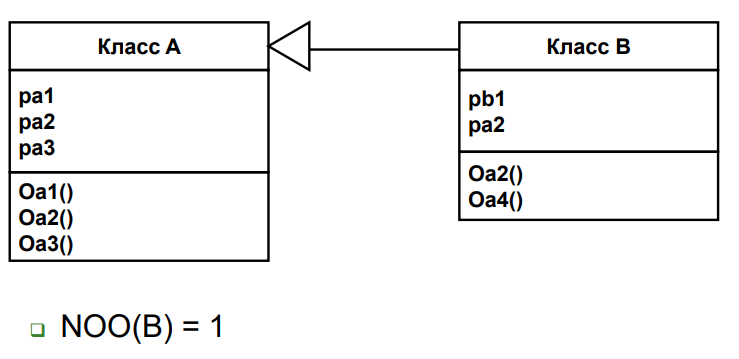 Класс А
pa1
pa2
pa3
Oa1()
Oa2()
Oa3()
Класс В
pb1
pa2
Oa2()
Oa4()
NOO(B) = 1